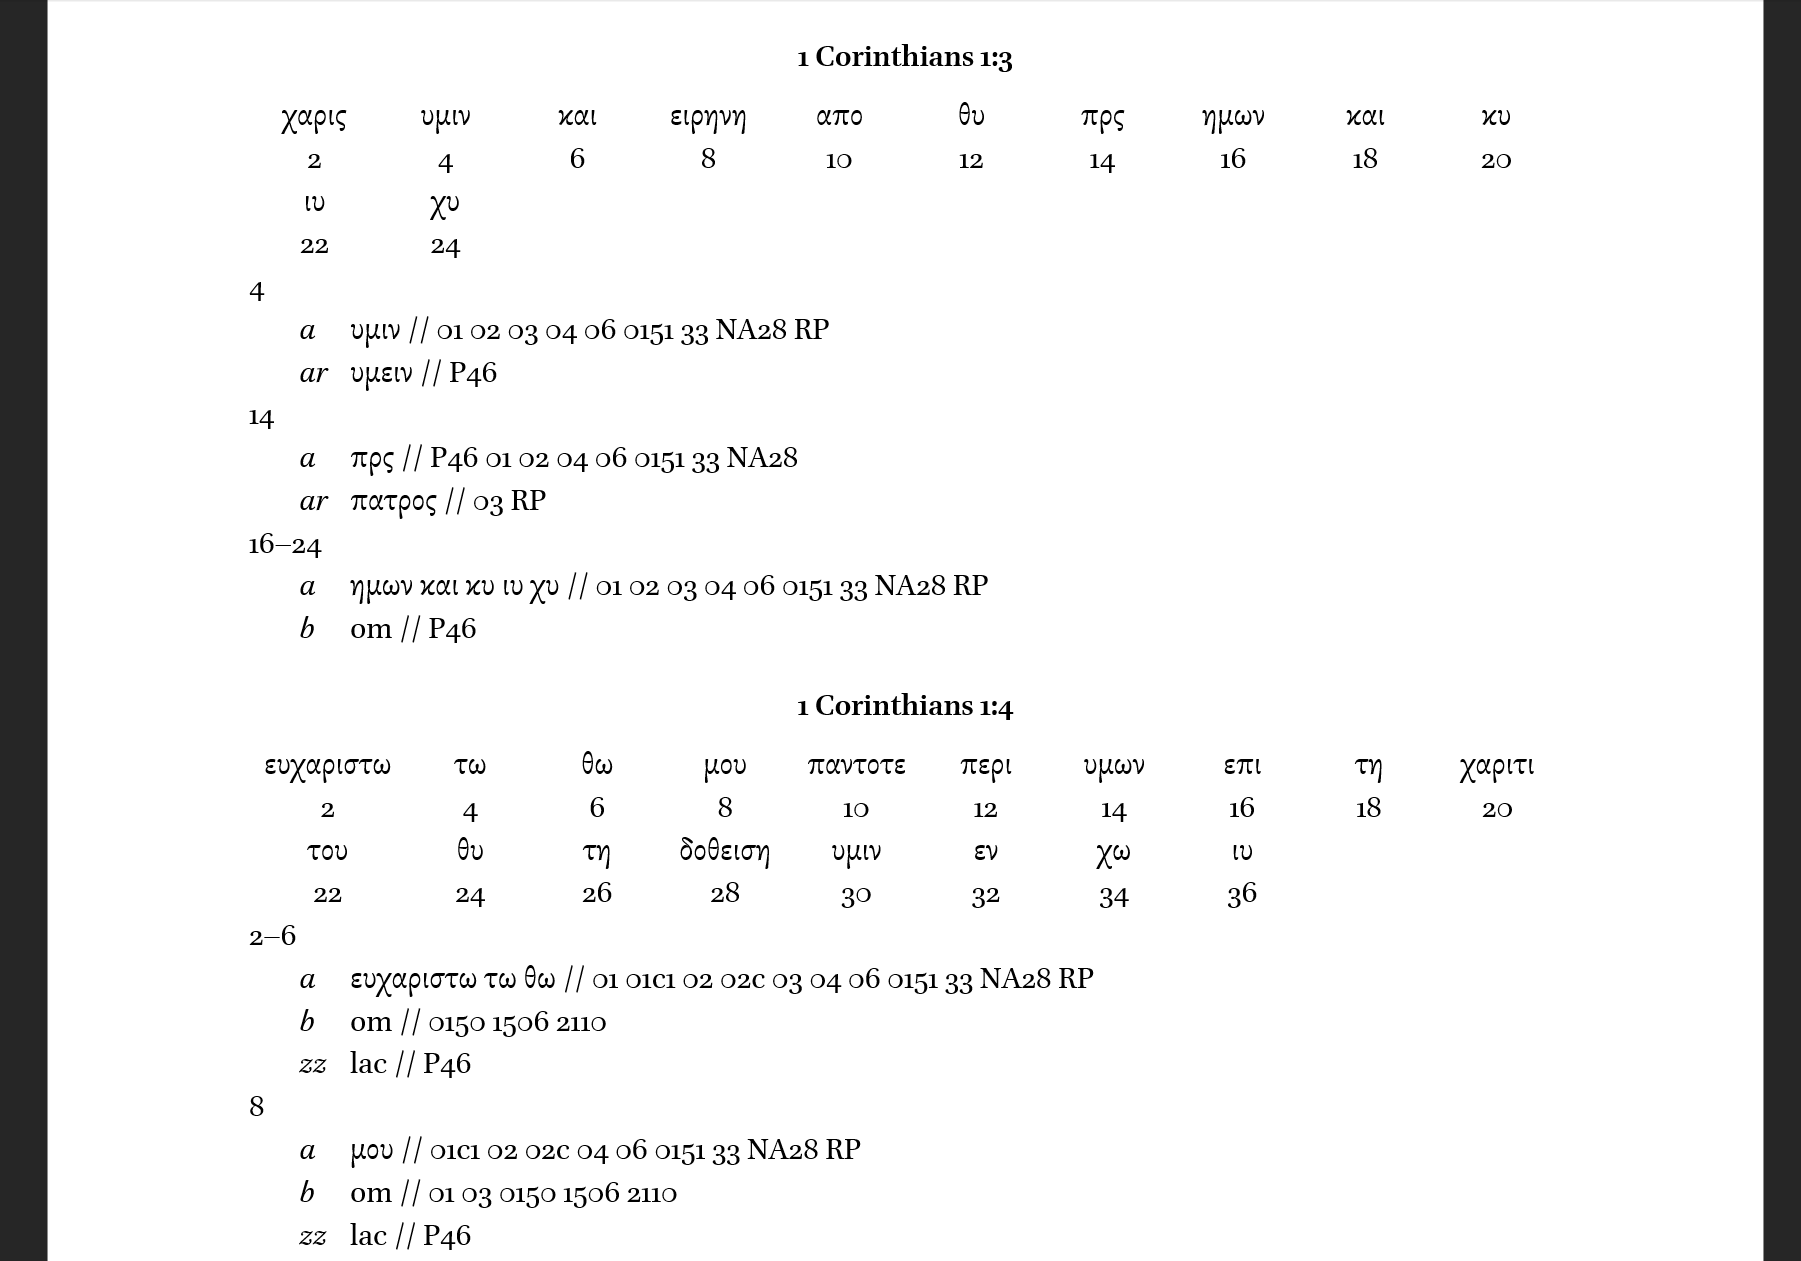 1 Corinthians 1:3
χαρις υμιν και ειρηνη απο θυ πρς ημων και κυ
2 4 6 8 10 12 14 16 18 20
ιυ χυ
22 24
4
a υμιν // 01 02 03 04 06 0151 33 NA28 RP
ar υμειν // P46
14
a πρς // P46 01 02 04 06 0151 33 NA28
ar πατρος // 03 RP
16–24
a ημων και κυ ιυ χυ // 01 02 03 04 06 0151 33 NA28 RP
b om // P46
1 Corinthians 1:4
ευχαριστω τω θω μου παντοτε περι υμων επι τη χαριτι
2 4 6 8 10 12 14 16 18 20
του θυ τη δοθειση υμιν εν χω ιυ
22 24 26 28 30 32 34 36
2–6
a ευχαριστω τω θω // 01 01c1 02 02c 03 04 06 0151 33 NA28 RP
b om // 0150 1506 2110
zz lac // P46
8
a μου // 01c1 02 02c 04 06 0151 33 NA28 RP
b om // 01 03 0150 1506 2110
zz lac // P46